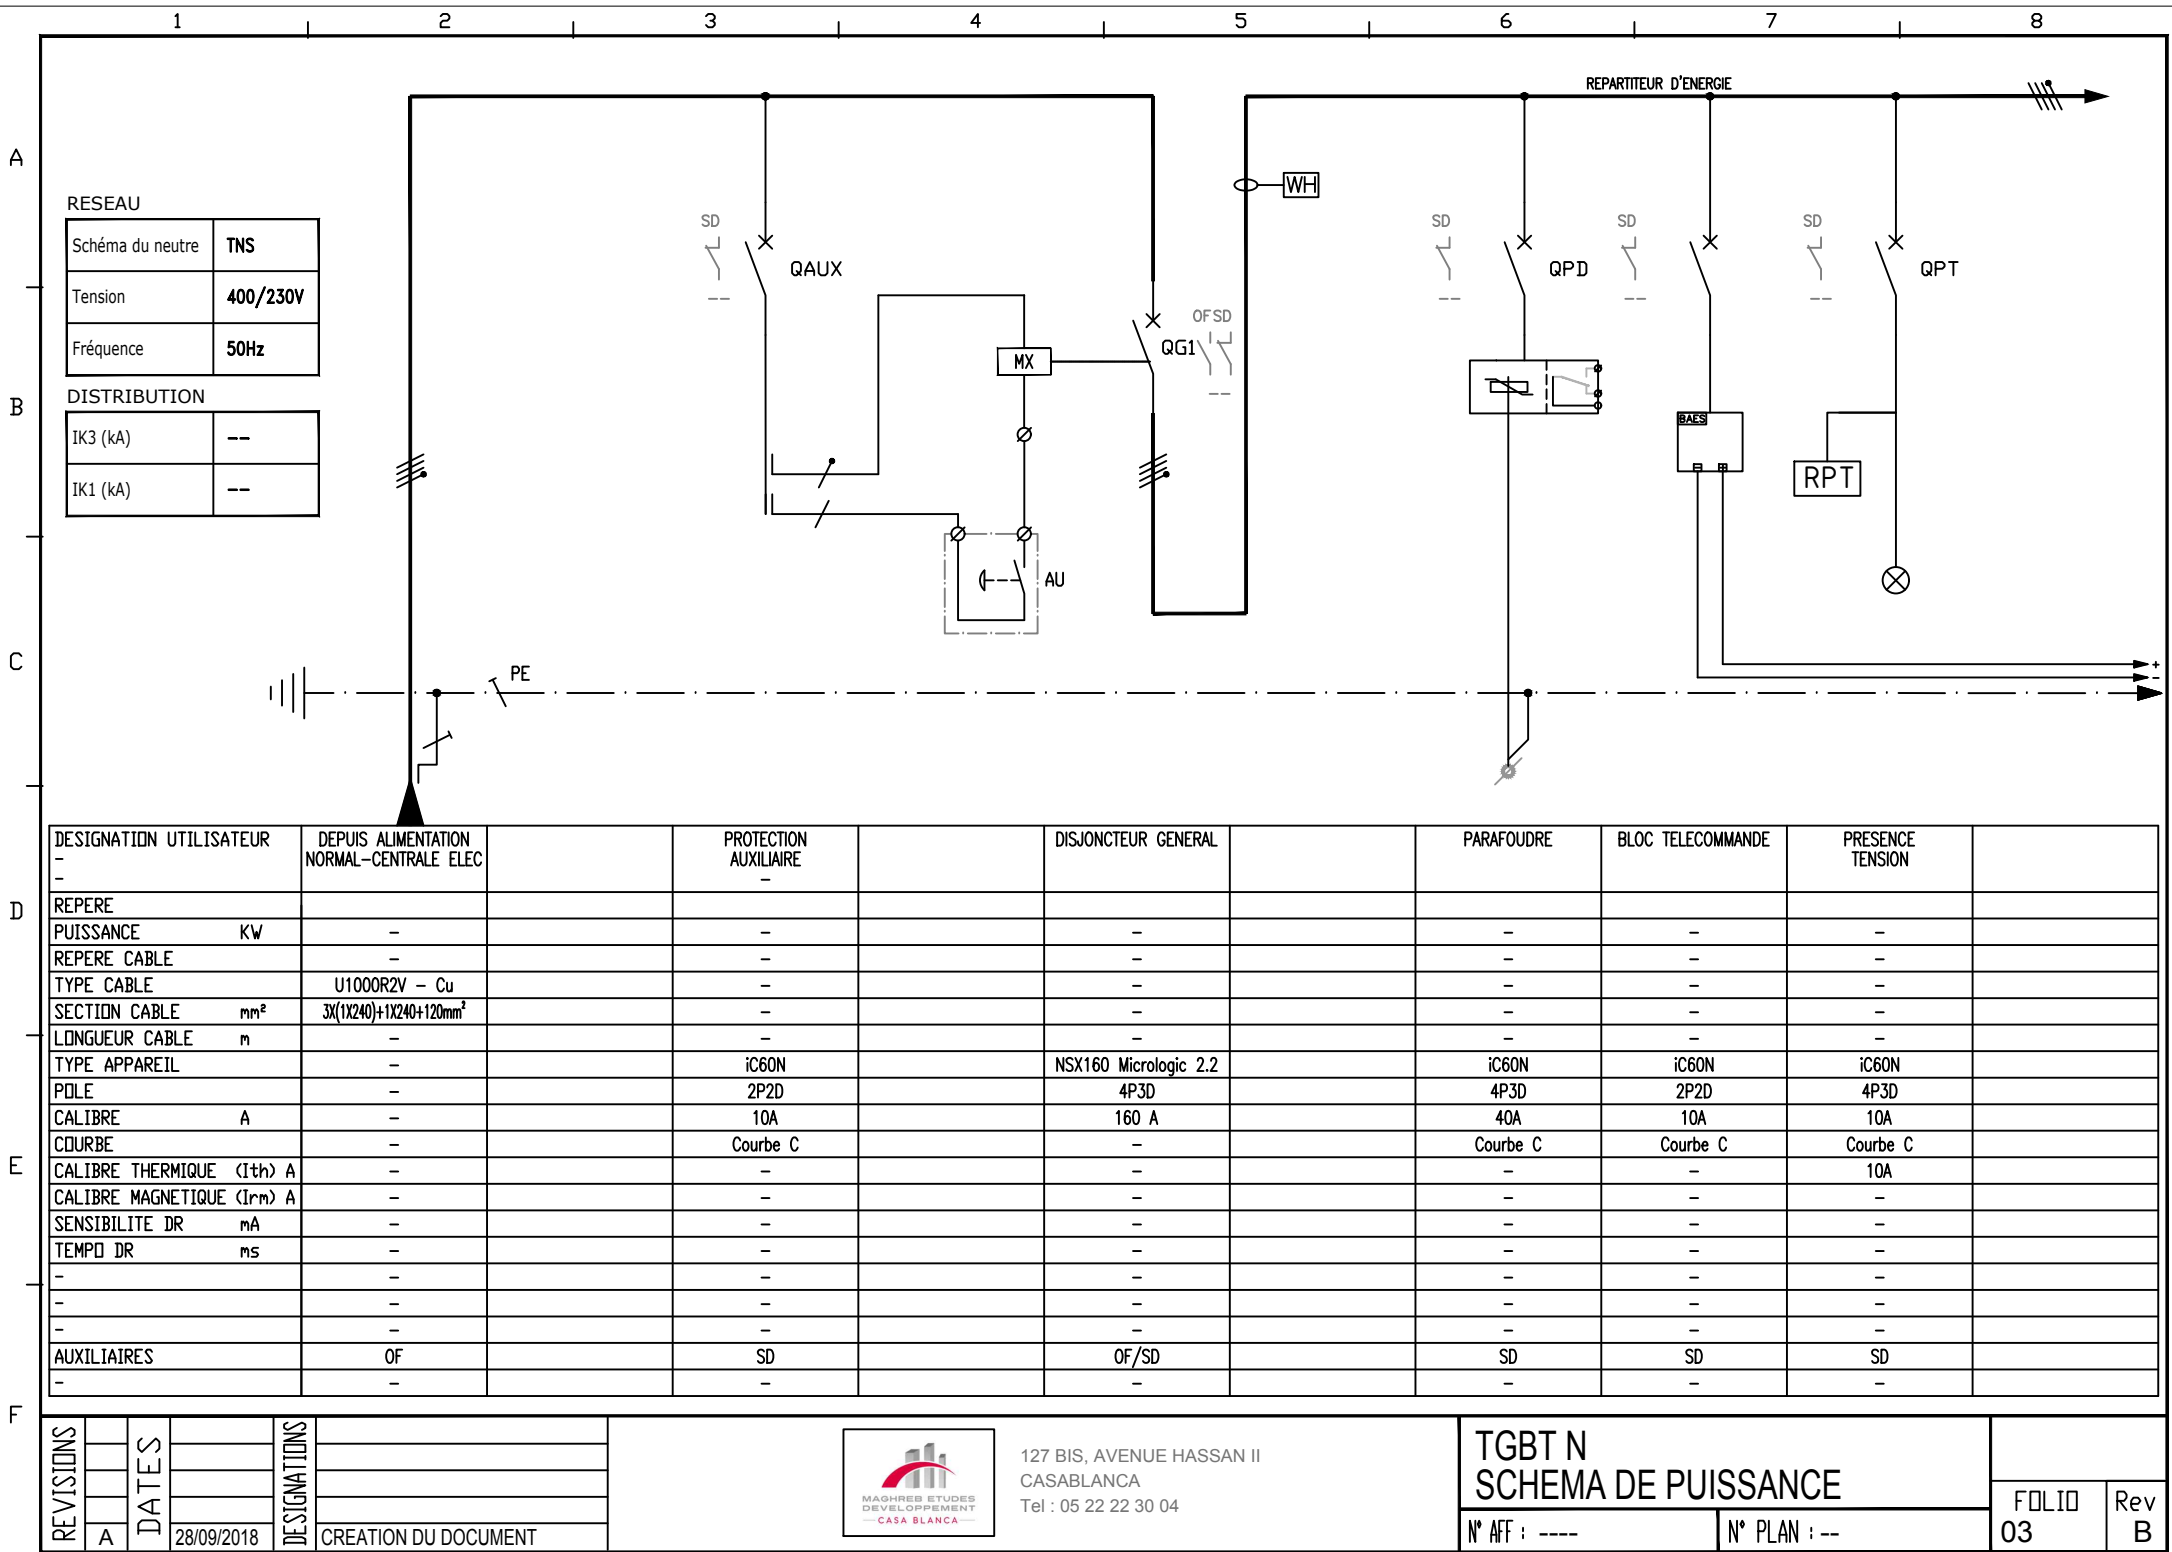 1 2 3 4 5 6 7 8
REPARTITEUR D'ENERGIE
A
WH
RESEAU
Schéma du neutre TNS
Tension 400/230V
Fréquence 50Hz
DISTRIBUTION
IK3 (kA) --
IK1 (kA) --
SD
QAUX
--
MX
QG1
OFSD
--
SD
QPD
--
SD
--
SD
QPT
--
B
BAES
RPT
AU
C
PE
+
-
DESIGNATION UTILISATEUR
-
-
DEPUIS ALIMENTATION
NORMAL-CENTRALE ELEC
PROTECTION
AUXILIAIRE
-
DISJONCTEUR GENERAL
PARAFOUDRE
BLOC TELECOMMANDE
PRESENCE
TENSION
D
REPERE
PUISSANCE KW - - - - - -
REPERE CABLE - - - - - -
TYPE CABLE U1000R2V - Cu - - - - -
SECTION CABLE mm² 3X(1X240)+1X240+120mm² - - - - -
LONGUEUR CABLE m - - - - - -
TYPE APPAREIL - iC60N NSX160 Micrologic 2.2 iC60N iC60N iC60N
POLE - 2P2D 4P3D 4P3D 2P2D 4P3D
CALIBRE A - 10A 160 A 40A 10A 10A
COURBE - Courbe C - Courbe C Courbe C Courbe C
E
CALIBRE THERMIQUE (Ith) A - - - - - 10A
CALIBRE MAGNETIQUE (Irm) A - - - - - -
SENSIBILITE DR mA - - - - - -
TEMPO DR ms - - - - - -
- - - - - - -
- - - - - - -
- - - - - - -
AUXILIAIRES OF SD OF/SD SD SD SD
- - - - - - -
F
REVISIONS
A
DATES
28/09/2018
DESIGNATIONS
CREATION DU DOCUMENT
MAGHREB ETUDES
DEVELOPPEMENT
CASA BLANCA
127 BIS, AVENUE HASSAN II
CASABLANCA
Tel : 05 22 22 30 04
TGBT N
SCHEMA DE PUISSANCE
N° AFF : ----
N° PLAN : --
FOLIO
03
Rev
B